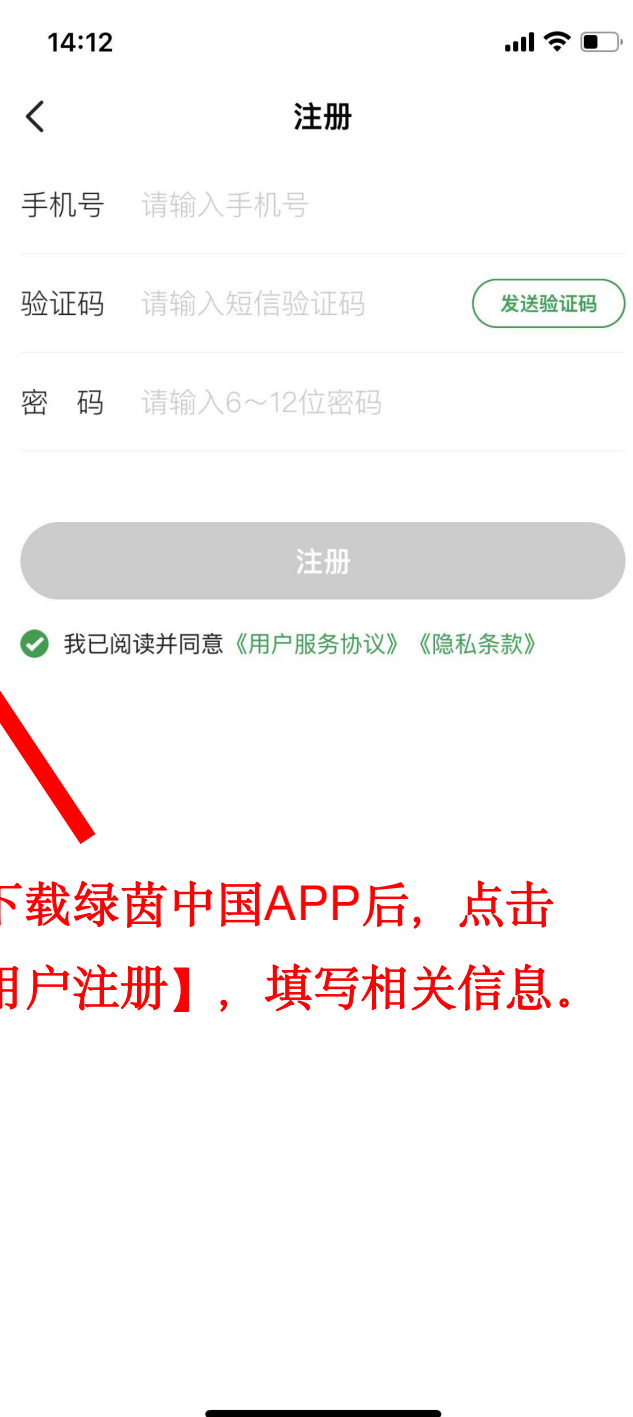 14:12
注册
手机号 请输入手机号
验证码 请输入短信验证码 发送验证码
密 码 请输入6～12位密码
注册
我已阅读并同意《用户服务协议》《隐私条款》
下载绿茵中国APP后，点击
用户注册】，填写相关信息。